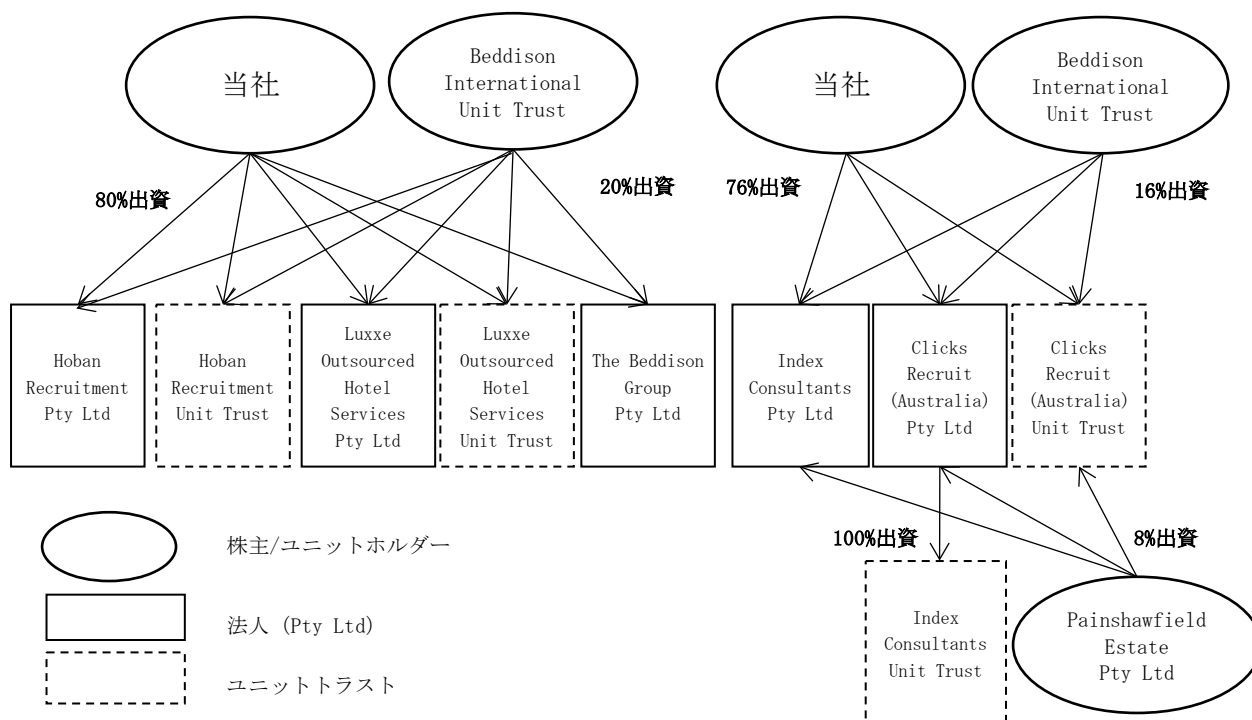 当社
Beddison
International
Unit Trust
当社
Beddison
International
Unit Trust
80%出資
20%出資
76%出資
16%出資
Hoban
Recruitment
Pty Ltd
Hoban
Recruitment
Unit Trust
Luxxe
Outsourced
Hotel
Services
Pty Ltd
Luxxe
Outsourced
Hotel
Services
Unit Trust
The Beddison
Group
Pty Ltd
Index
Consultants
Pty Ltd
Clicks
Recruit
(Australia)
Pty Ltd
Clicks
Recruit
(Australia)
Unit Trust
100%出資
8%出資
株主/ユニットホルダー
法人 (Pty Ltd)
ユニットトラスト
Index
Consultants
Unit Trust
Painshawfield
Estate
Pty Ltd